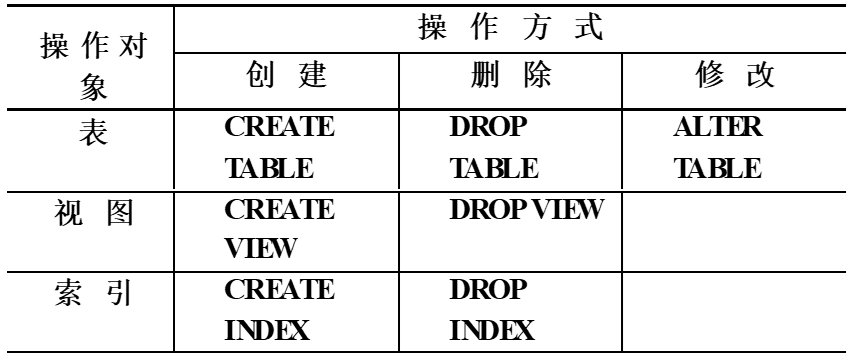 操作对象
操作方式
创建 删除 修改
表 CREATE TABLE DROP TABLE ALTER TABLE
视图 CREATE VIEW DROP VIEW
索引 CREATE INDEX DROP INDEX